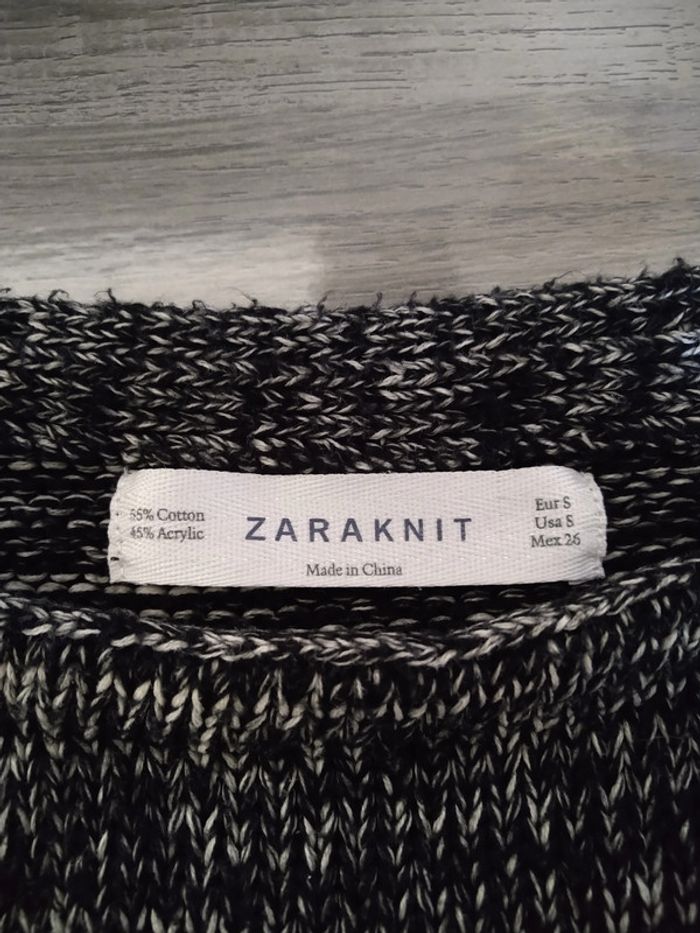 55% Cotton
45% Acrylic
ZARAKNIT
Made in China
Eur S
Usa S
Mex 26